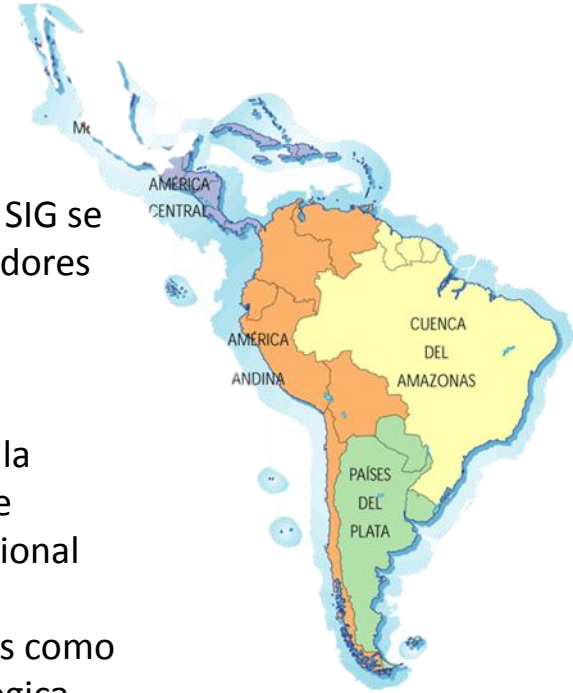 SIG se
dores
la
e
ional
s como
AMÉRICA
CENTRAL
AMÉRICA
ANDINA
CUENCA
DEL
AMAZONAS
PAÍSES
DEL
PLATA